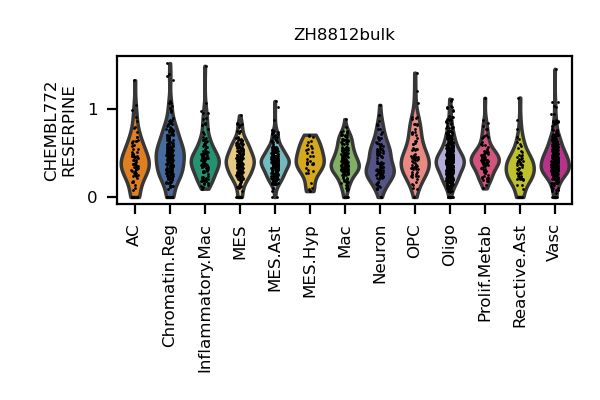 ZH8812bulk
CHEMBL772
RESERPINE
1
0
AC
Chromatin.Reg
Inflammatory.Mac
MES
MES.Ast
MES.Hyp
Mac
Neuron
OPC
Oligo
Prolif.Metab
Reactive.Ast
Vasc